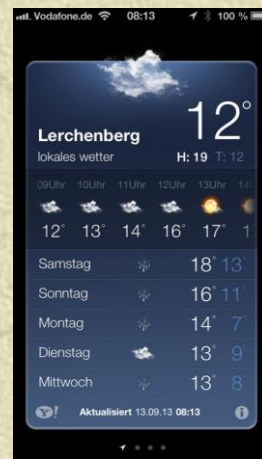 Vodafone.de 08:13 100 %
12°
Lerchenberg
lokales wetter H: 19 T: 12
09Uhr 10Uhr 11Uhr 12Uhr 13Uhr
12° 13° 14° 16° 17°
Samstag 18° 13°
Sonntag 16° 11°
Montag 14° 7°
Dienstag 13° 9°
Mittwoch 13° 8°
Y! Aktualisiert 13.09.13 08:13 i